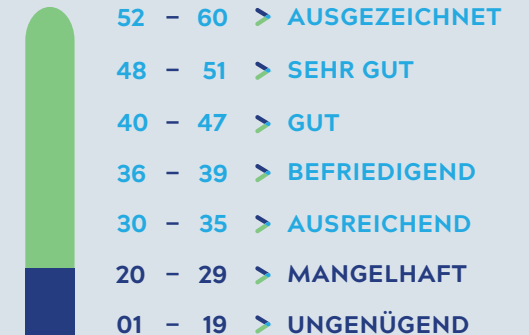 52 – 60 > AUSGEZEICHNET
48 – 51 > SEHR GUT
40 – 47 > GUT
36 – 39 > BEFRIEDIGEND
30 – 35 > AUSREICHEND
20 – 29 > MANGELHAFT
01 – 19 > UNGENÜGEND